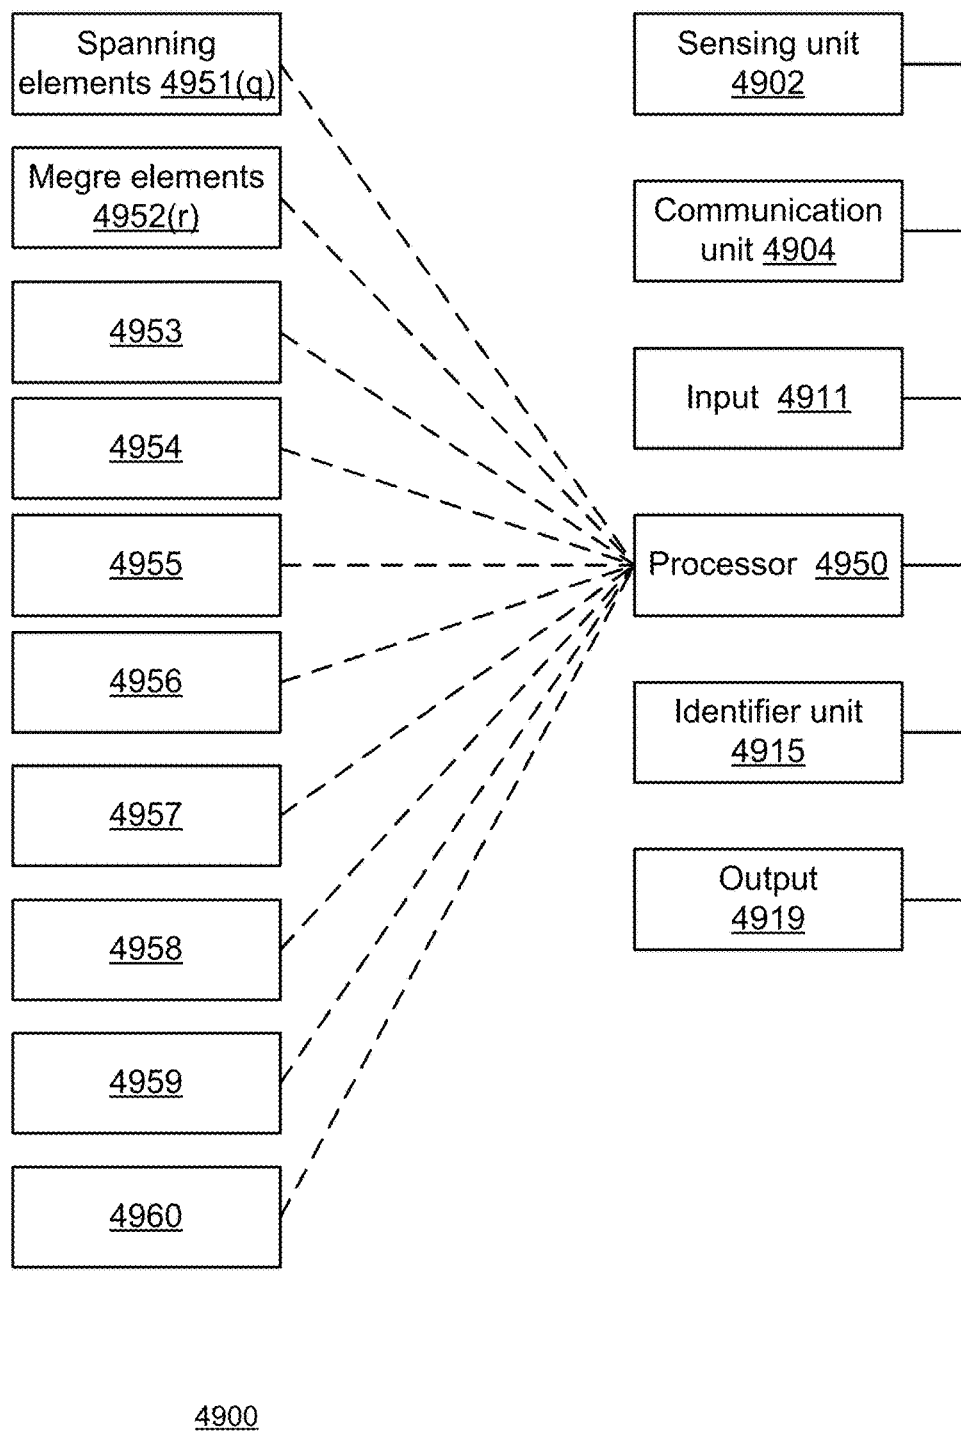 Spanning
elements 4951(q)
Megre elements
4952(r)
4953
4954
4955
4956
4957
4958
4959
4960
Sensing unit
4902
Communication
unit 4904
Input 4911
Processor 4950
Identifier unit
4915
Output
4919
4900